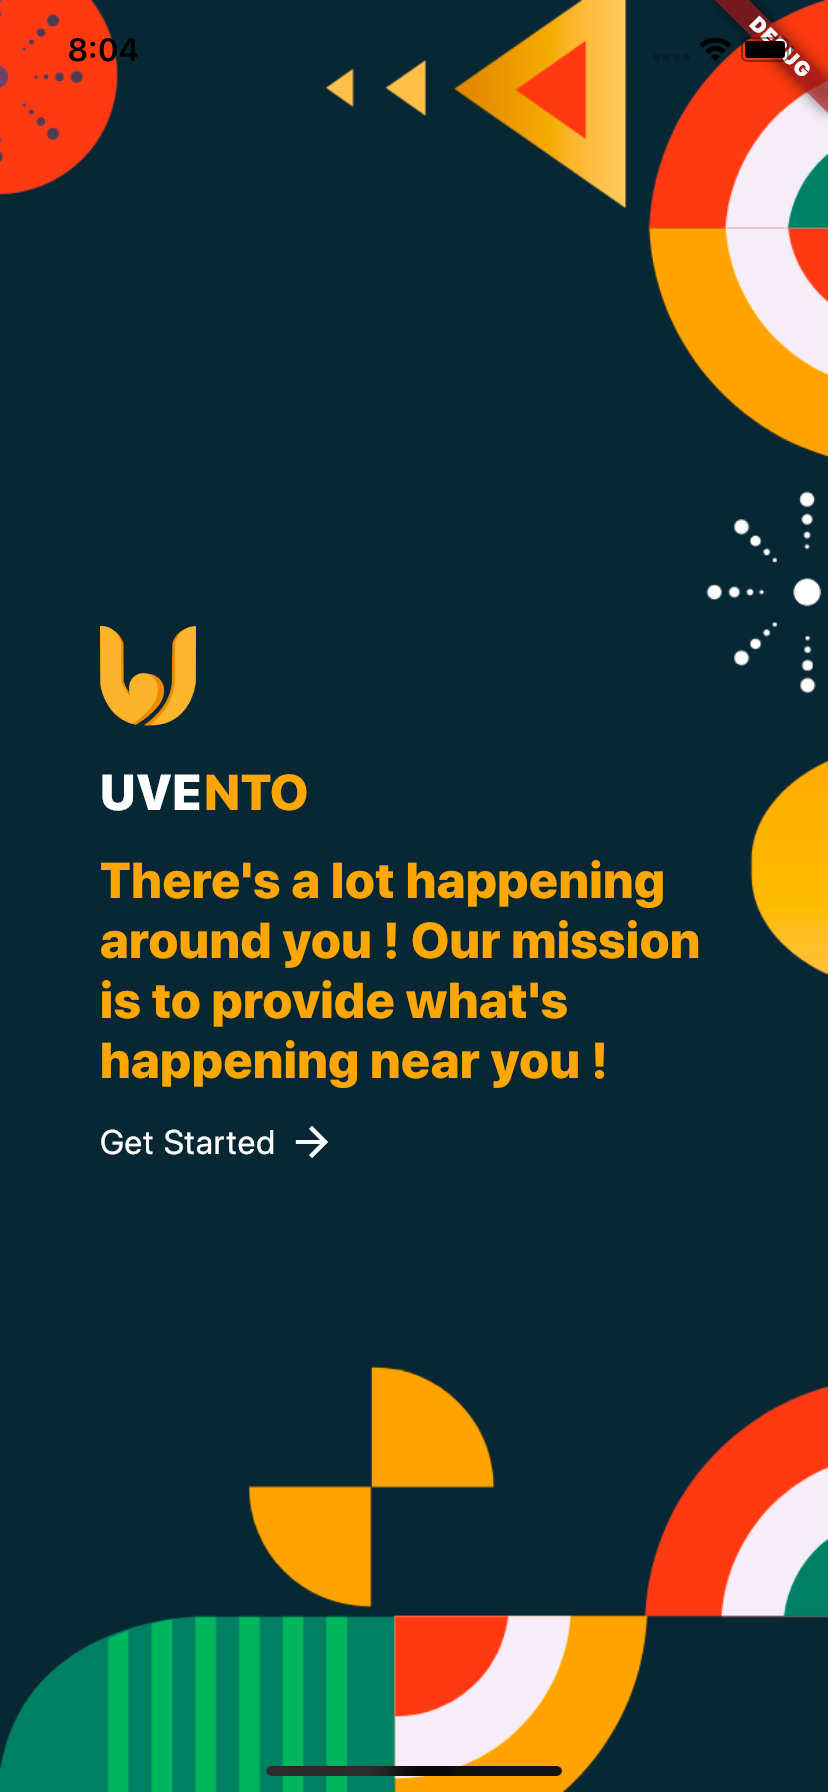 8:04
DEBUG
UVENTO
There's a lot happening
around you ! Our mission
is to provide what's
happening near you !
Get Started